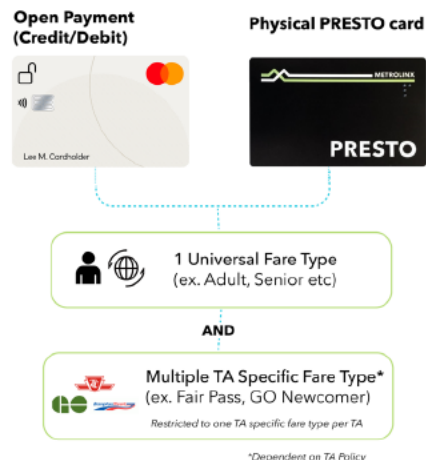 Open Payment
(Credit/Debit)
Physical PRESTO card
METROLINX
Lee M. Cardholder
PRESTO
1 Universal Fare Type
(ex. Adult, Senior etc)
AND
Multiple TA Specific Fare Type*
(ex. Fair Pass, GO Newcomer)
GO
Restricted to one TA specific fare type per TA
*Dependent on TA Policy